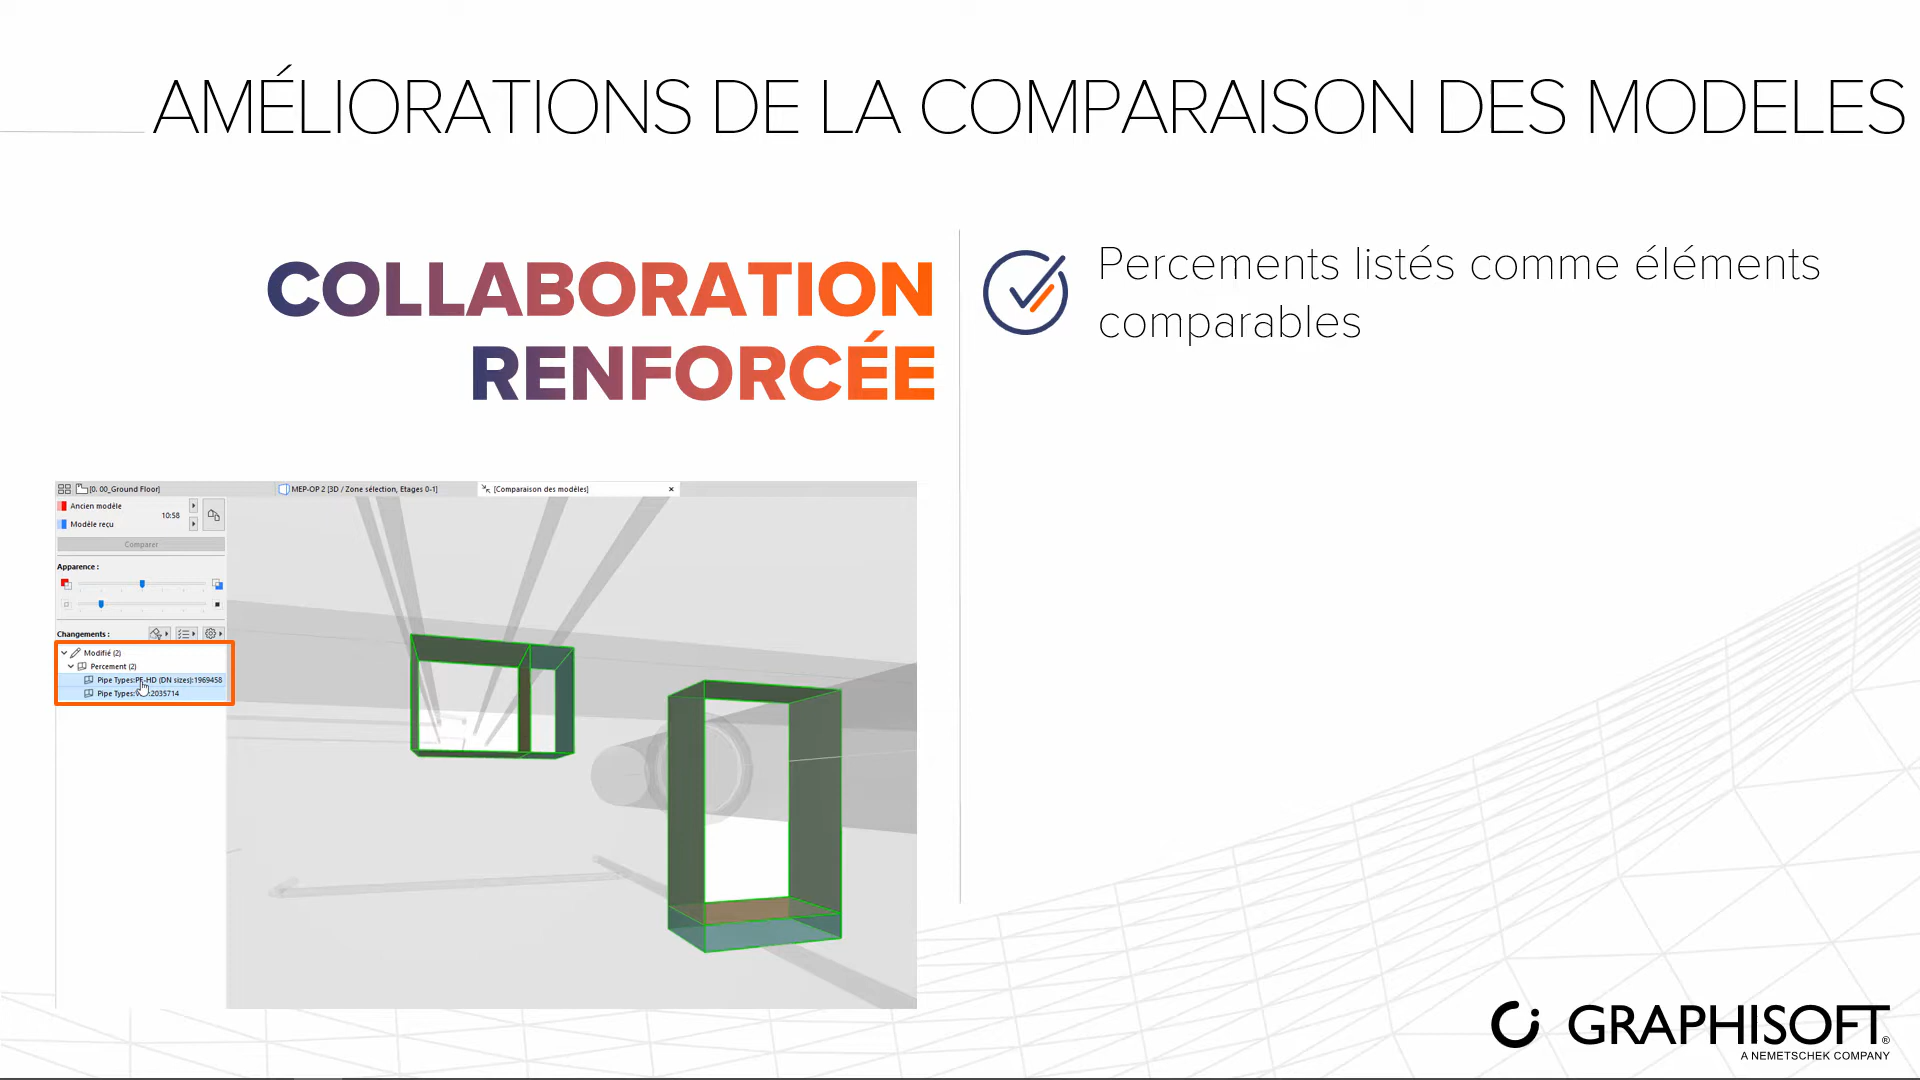 AMÉLIORATIONS DE LA COMPARAISON DES MODELES
COLLABORATION
RENFORCÉE
Percements listés comme éléments
comparables
[0. 00_Ground Floor]
MEP-OP 2 [3D / Zone sélection, Etages 0-1]
[Comparaison des modèles]
Ancien modèle
10:58
Modèle reçu
Comparer
Apparence :
Changements :
Modifié (2)
Percement (2)
Pipe Types:PE-HD (DN sizes):1969458
Pipe Types: :2035714
GRAPHISOFT®
A NEMETSCHEK COMPANY